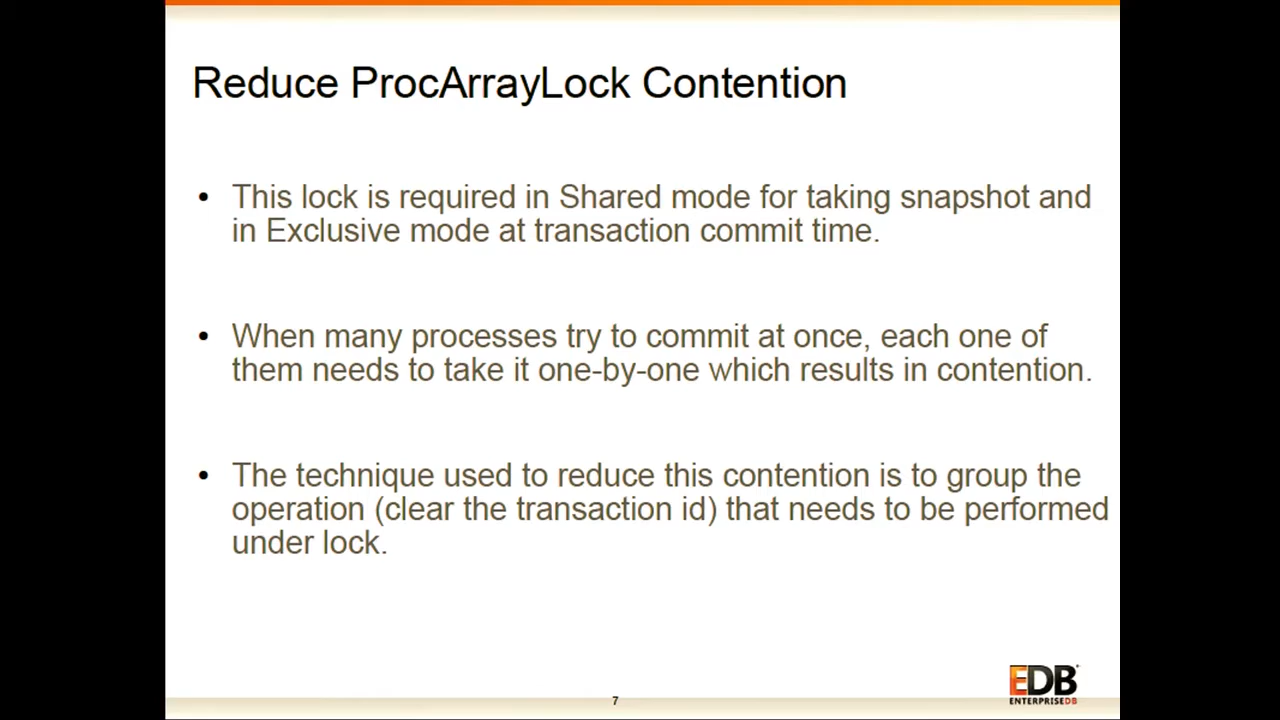 Reduce ProcArrayLock Contention
• This lock is required in Shared mode for taking snapshot and
in Exclusive mode at transaction commit time.
• When many processes try to commit at once, each one of
them needs to take it one-by-one which results in contention.
• The technique used to reduce this contention is to group the
operation (clear the transaction id) that needs to be performed
under lock.
EDB
ENTERPRISEDB
7